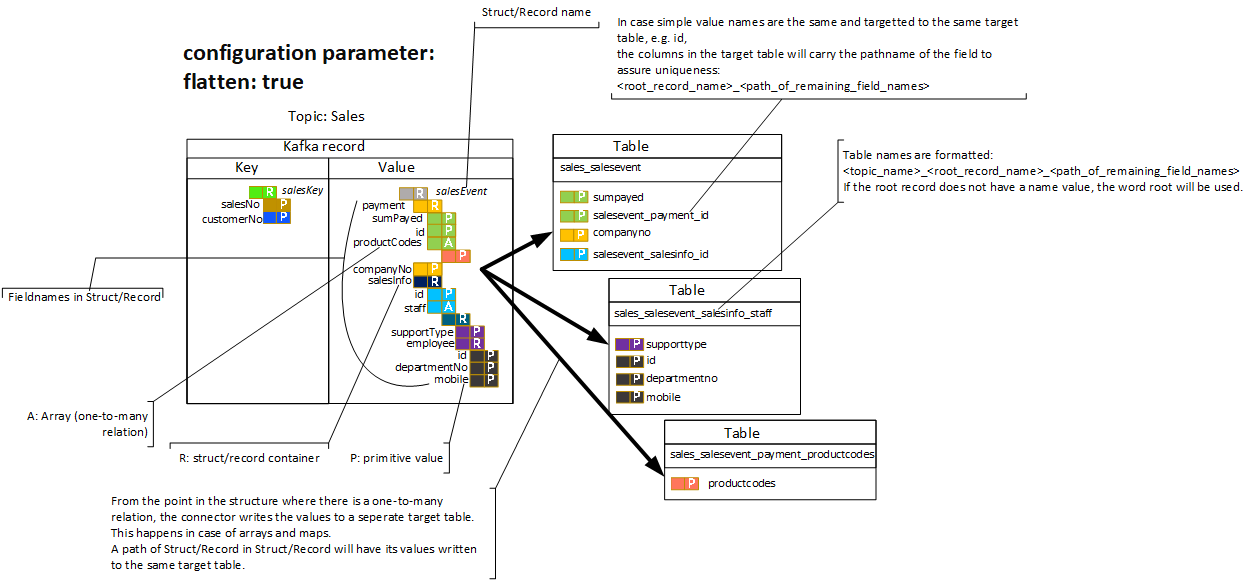 Struct/Record name
In case simple value names are the same and targetted to the same target
table, e.g. id,
the columns in the target table will carry the pathname of the field to
assure uniqueness:
<root_record_name>_<path_of_remaining_field_names>
configuration parameter:
flatten: true
Topic: Sales
Kafka record
Key
Value
R salesKey
salesNo P
customerNo P
R salesEvent
payment R
sumPayed P
id P
productCodes A
P
companyNo P
salesInfo R
id P
staff A
R
supportType P
employee R
id P
departmentNo P
mobile P
Table
sales_salesevent
P sumpayed
P salesevent_payment_id
P companyno
P salesevent_salesinfo_id
Table names are formatted:
<topic_name>_<root_record_name>_<path_of_remaining_field_names>
If the root record does not have a name value, the word root will be used.
Table
sales_salesevent_salesinfo_staff
P supporttype
P id
P departmentno
P mobile
Table
sales_salesevent_payment_productcodes
P productcodes
Fieldnames in Struct/Record
A: Array (one-to-many
relation)
R: struct/record container
P: primitive value
From the point in the structure where there is a one-to-many
relation, the connector writes the values to a seperate target table.
This happens in case of arrays and maps.
A path of Struct/Record in Struct/Record will have its values written
to the same target table.